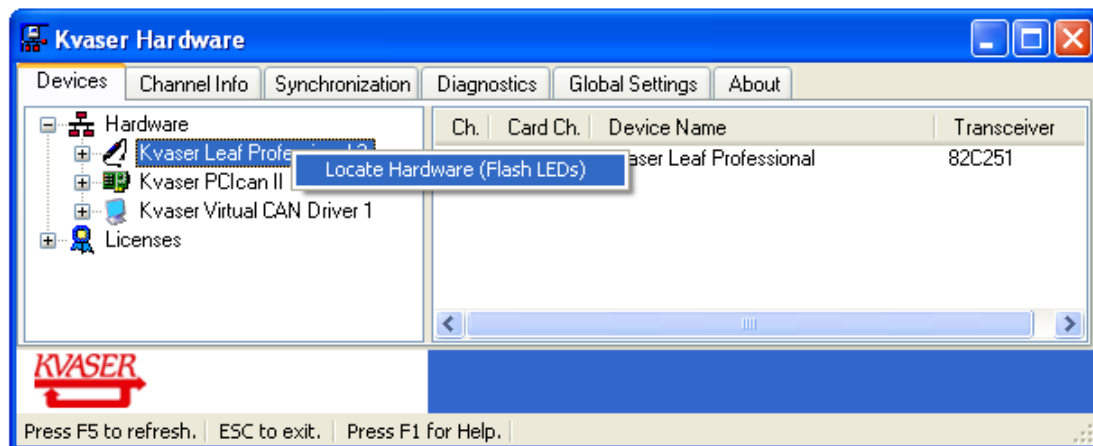 Kvaser Hardware
Devices Channel Info Synchronization Diagnostics Global Settings About
Hardware
Kvaser Leaf
Kvaser PCIcan II
Kvaser Virtual CAN Driver 1
Licenses
Locate Hardware (Flash LEDs)
Ch. Card Ch. Device Name Transceiver
Leaf Professional 82C251
KVASER
Press F5 to refresh. ESC to exit. Press F1 for Help.